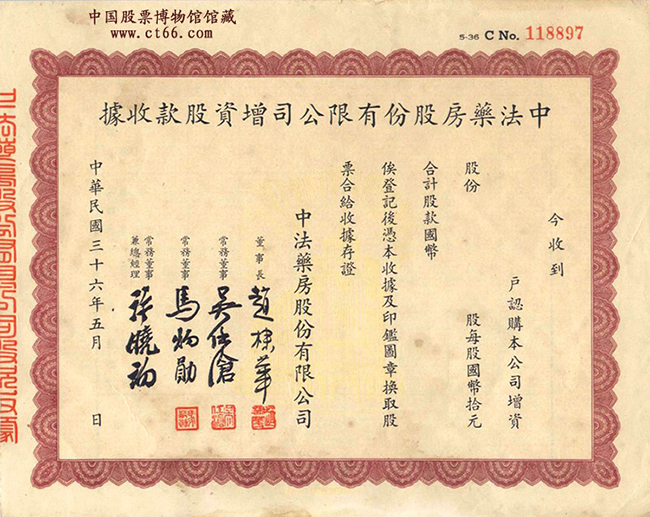 中国股票博物馆馆藏
www.ct66.com
5-36 C No. 118897
中法藥房股份有限公司增資股款收據
今收到
戶認購本公司增資
股份
股每股國幣拾元
合計股款國幣
俟登記後憑本收據及印鑑圖章換取股
票合給收據存證
中法藥房股份有限公司
董事長
趙棣華
常務董事
吳仕滄
常務董事
馬炳勛
常務董事
兼總經理
許曉初
中華民國三十六年五月 日